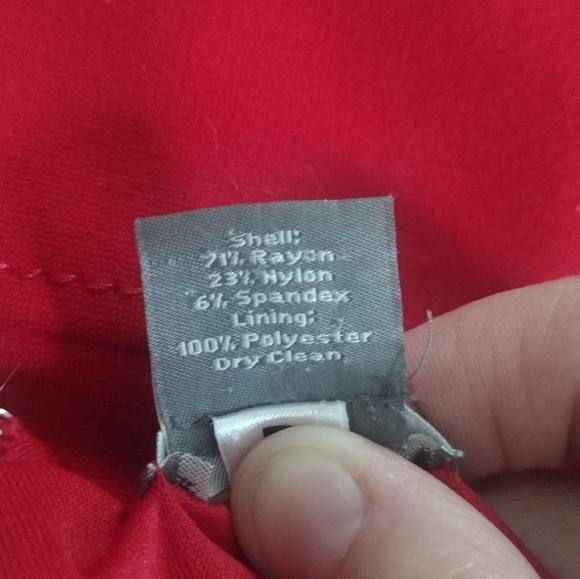 Shell:
71% Rayon
23% Nylon
6% Spandex
Lining:
100% Polyester
Dry Clean